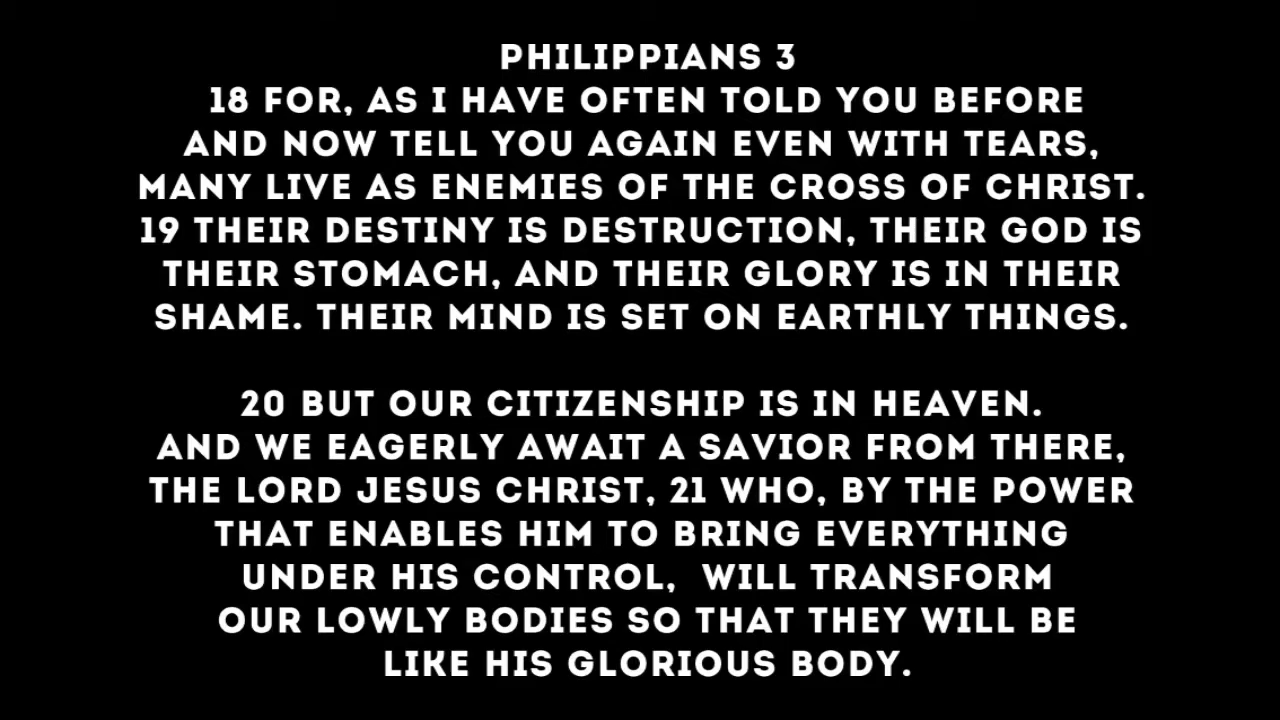 PHILIPPIANS 3
18 FOR, AS I HAVE OFTEN TOLD YOU BEFORE
AND NOW TELL YOU AGAIN EVEN WITH TEARS,
MANY LIVE AS ENEMIES OF THE CROSS OF CHRIST.
19 THEIR DESTINY IS DESTRUCTION, THEIR GOD IS
THEIR STOMACH, AND THEIR GLORY IS IN THEIR
SHAME. THEIR MIND IS SET ON EARTHLY THINGS.
20 BUT OUR CITIZENSHIP IS IN HEAVEN.
AND WE EAGERLY AWAIT A SAVIOR FROM THERE,
THE LORD JESUS CHRIST, 21 WHO, BY THE POWER
THAT ENABLES HIM TO BRING EVERYTHING
UNDER HIS CONTROL,  WILL TRANSFORM
OUR LOWLY BODIES SO THAT THEY WILL BE
LIKE HIS GLORIOUS BODY.